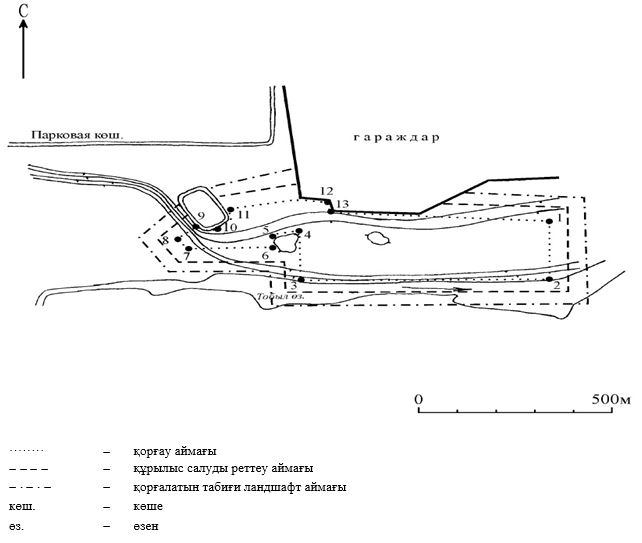 С
Парковая көш.
гараждар
12
13
11
1
9
10
5
4
8
6
7
3
2
Тобыл өз.
0 500м
........ – қорғау аймағы
– – – – – құрылыс салуды реттеу аймағы
– · – · – – қорғалатын табиғи ландшафт аймағы
көш. – көше
өз. – өзен